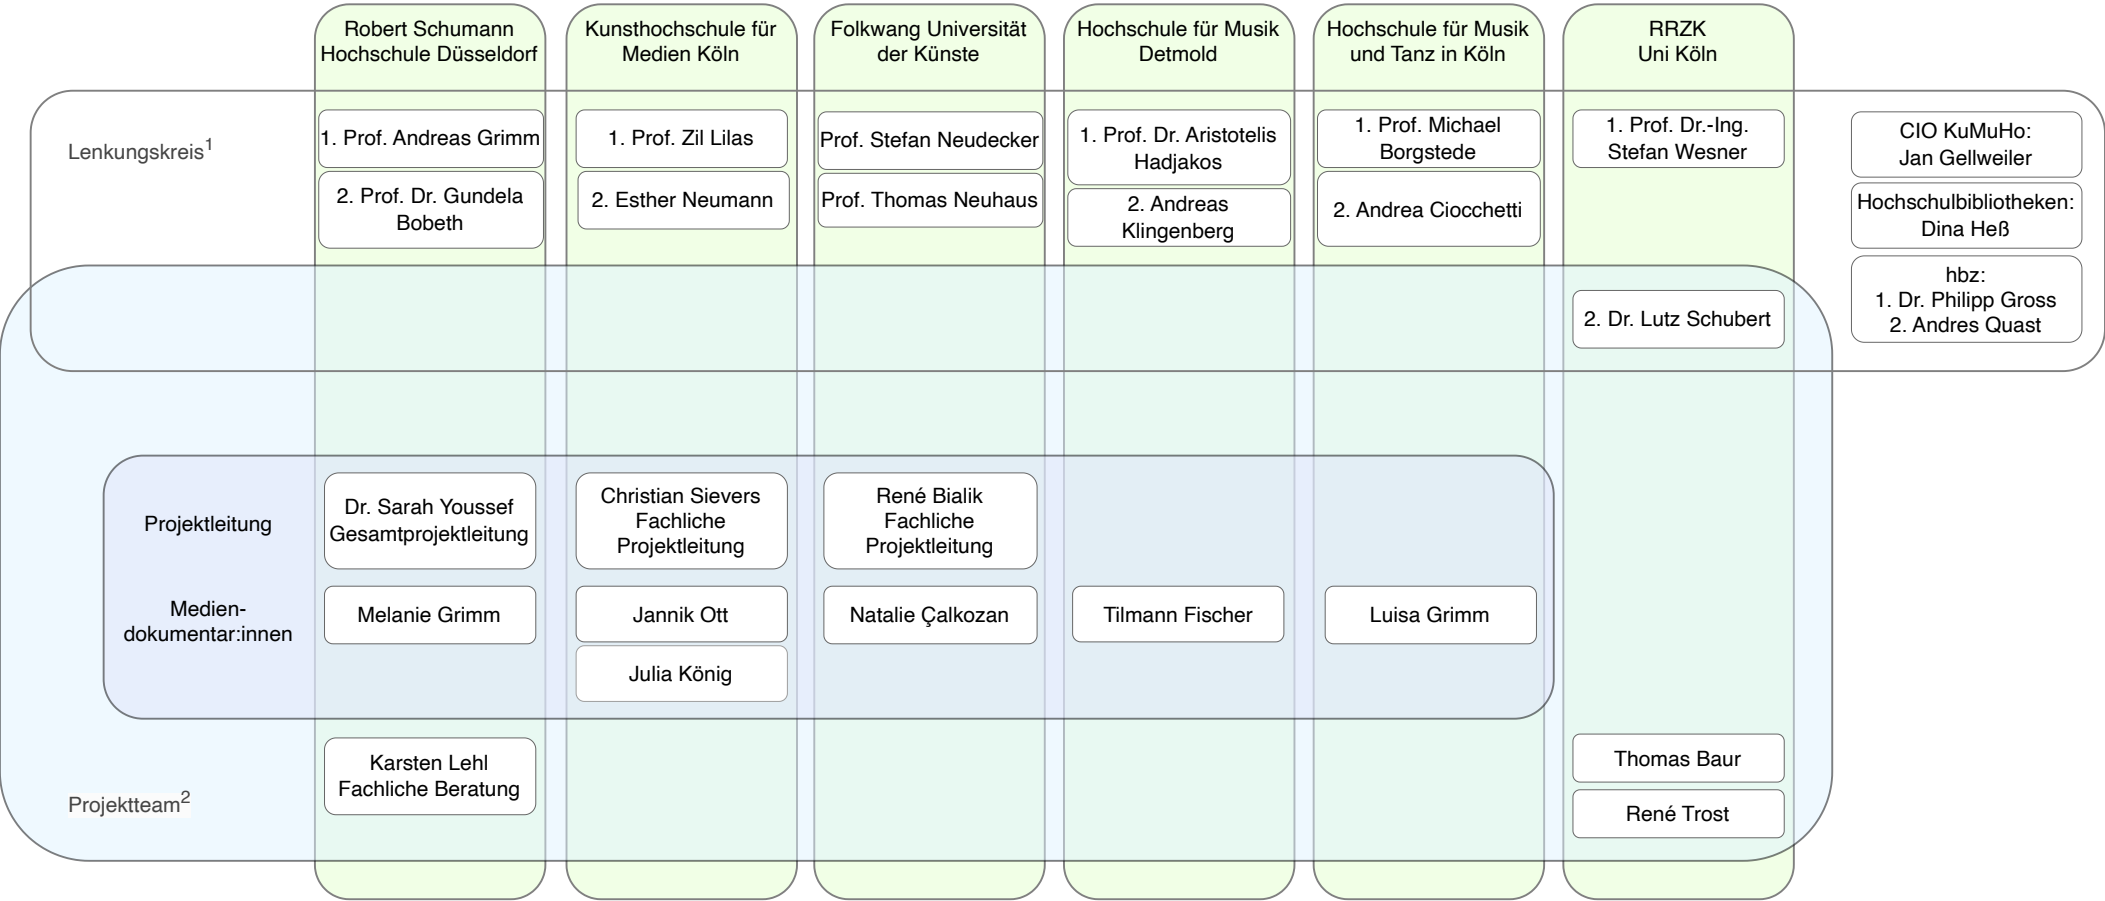 Robert Schumann
Hochschule Düsseldorf
Kunsthochschule für
Medien Köln
Folkwang Universität
der Künste
Hochschule für Musik
Detmold
Hochschule für Musik
und Tanz in Köln
RRZK
Uni Köln
Lenkungskreis1
1. Prof. Andreas Grimm
2. Prof. Dr. Gundela
Bobeth
1. Prof. Zil Lilas
2. Esther Neumann
Prof. Stefan Neudecker
Prof. Thomas Neuhaus
1. Prof. Dr. Aristotelis
Hadjakos
2. Andreas
Klingenberg
1. Prof. Michael
Borgstede
2. Andrea Ciocchetti
1. Prof. Dr.-Ing.
Stefan Wesner
2. Dr. Lutz Schubert
CIO KuMuHo:
Jan Gellweiler
Hochschulbibliotheken:
Dina Heß
hbz:
1. Dr. Philipp Gross
2. Andres Quast
Projektleitung
Dr. Sarah Youssef
Gesamtprojektleitung
Christian Sievers
Fachliche
Projektleitung
René Bialik
Fachliche
Projektleitung
Medien-
dokumentar:innen
Melanie Grimm
Jannik Ott
Julia König
Natalie Çalkozan
Tilmann Fischer
Luisa Grimm
Projektteam2
Karsten Lehl
Fachliche Beratung
Thomas Baur
René Trost